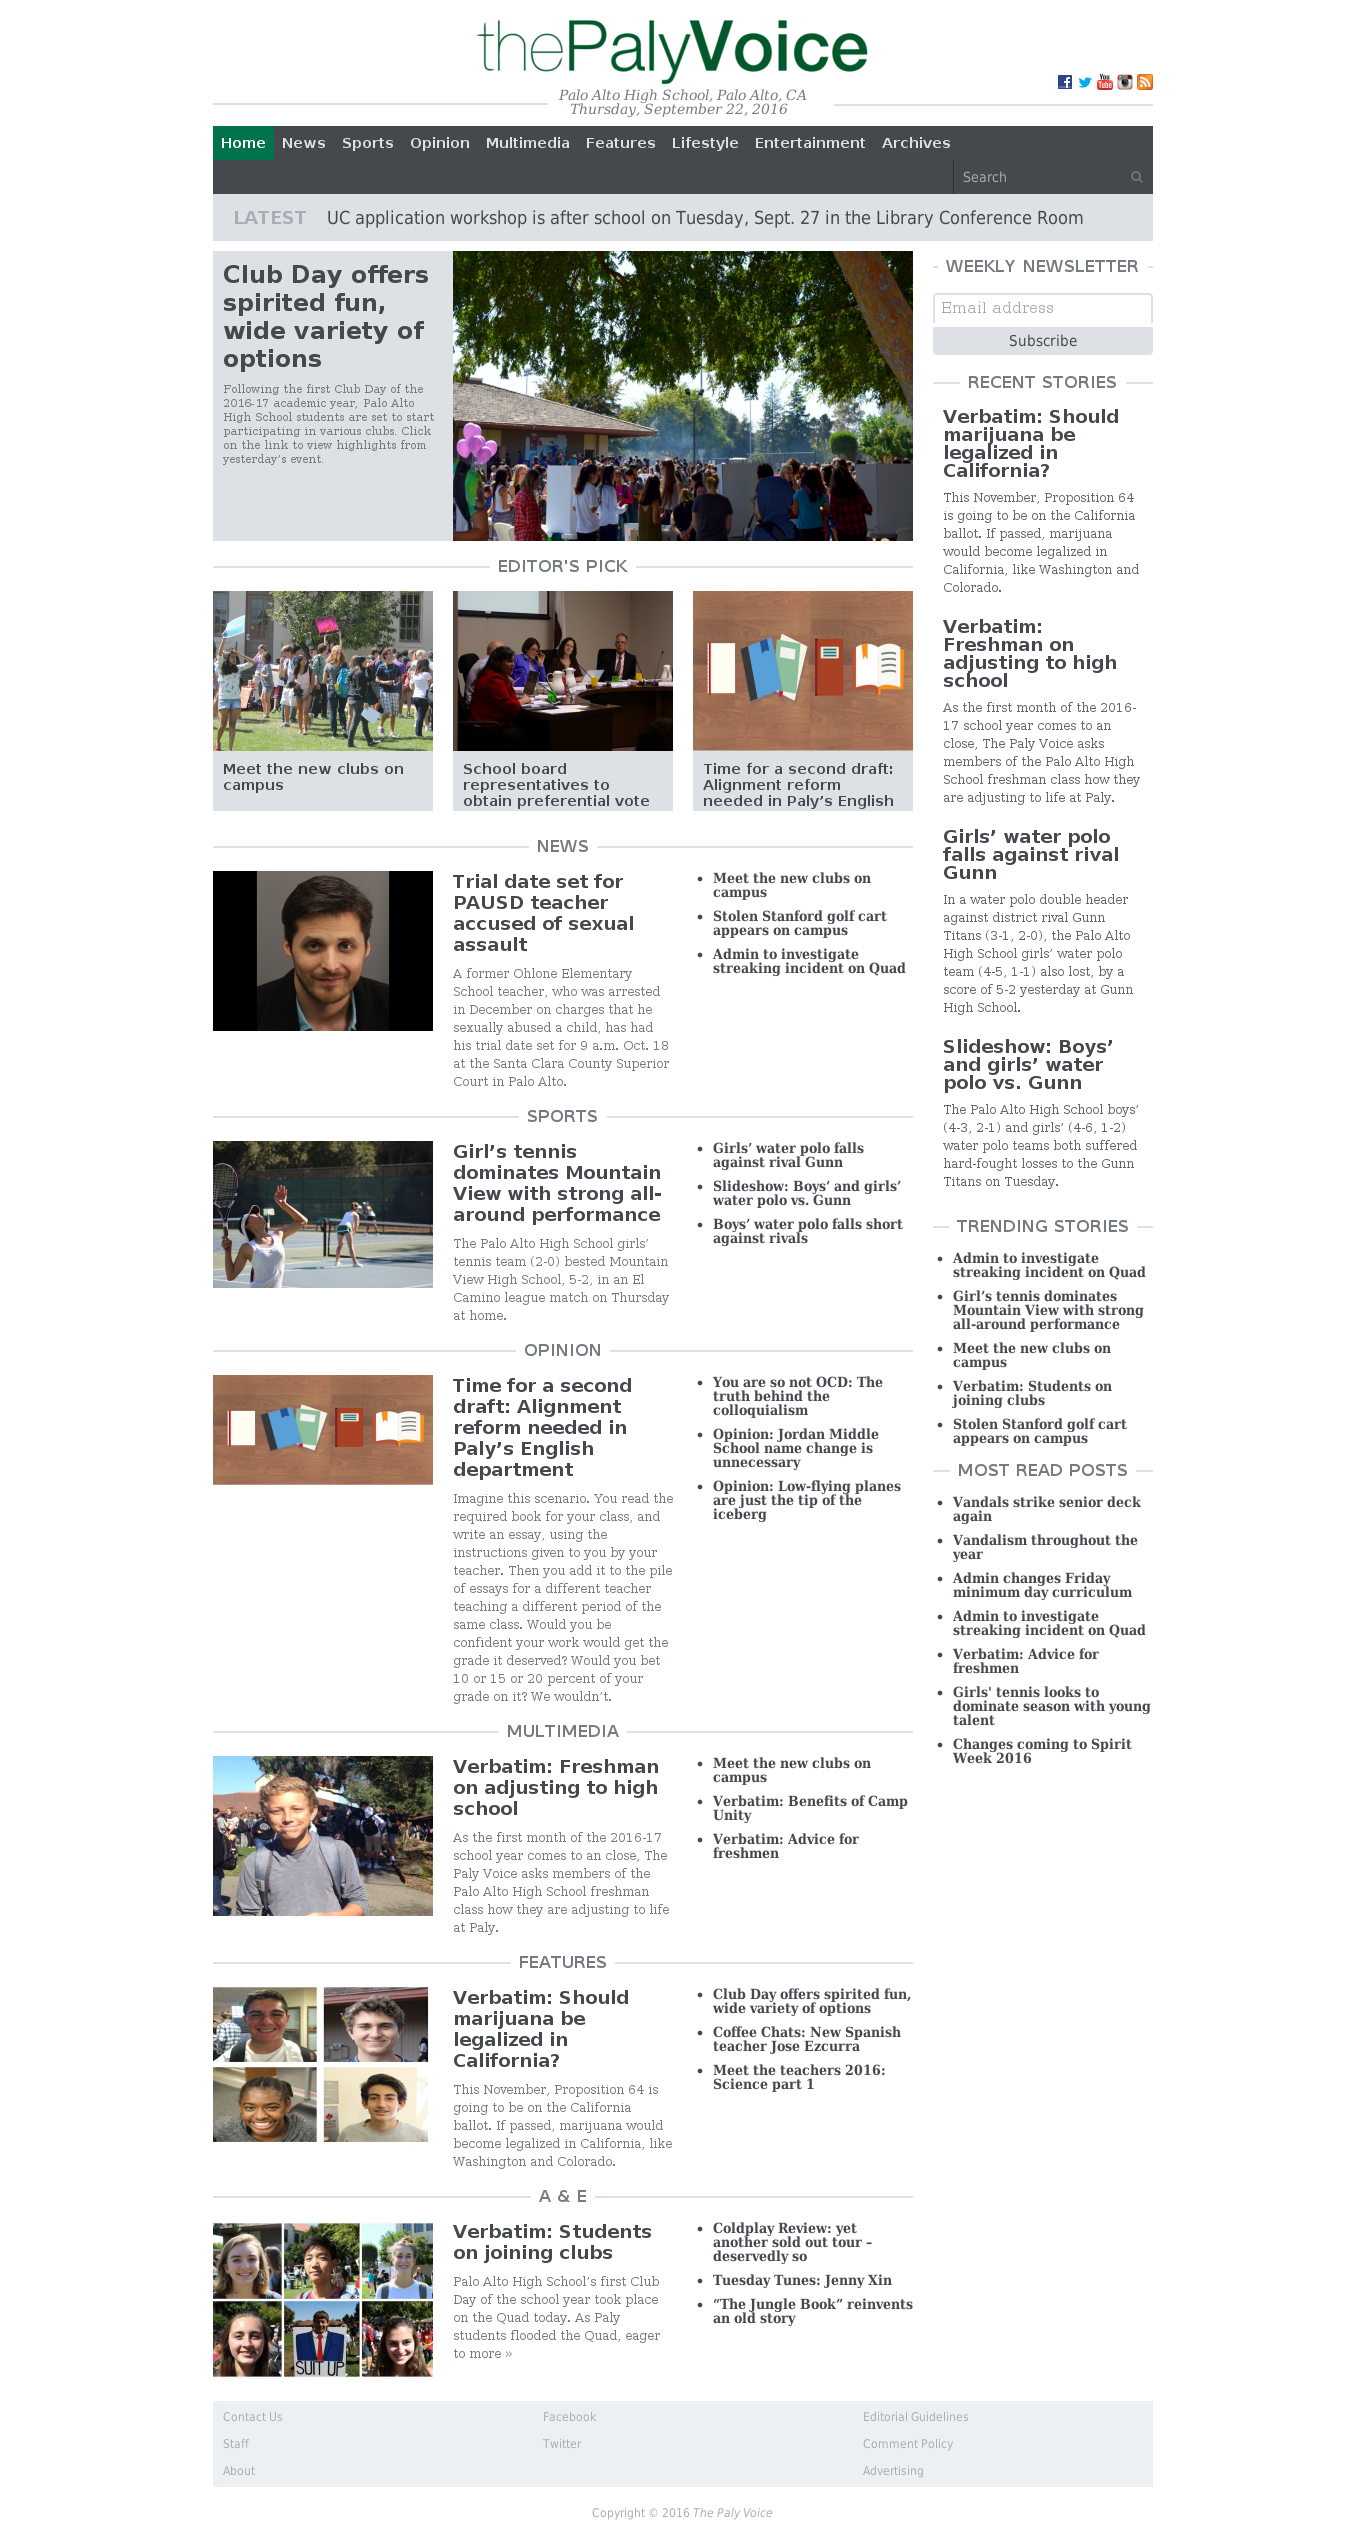 thePalyVoice
Palo Alto High School, Palo Alto, CA
Thursday, September 22, 2016
Home News Sports Opinion Multimedia Features Lifestyle Entertainment Archives
Search
LATEST UC application workshop is after school on Tuesday, Sept. 27 in the Library Conference Room
Club Day offers
spirited fun,
wide variety of
options
Following the first Club Day of the
2016-17 academic year, Palo Alto
High School students are set to start
participating in various clubs. Click
on the link to view highlights from
yesterday’s event.
EDITOR'S PICK
Meet the new clubs on
campus
School board
representatives to
obtain preferential vote
Time for a second draft:
Alignment reform
needed in Paly’s English
NEWS
Trial date set for
PAUSD teacher
accused of sexual
assault
A former Ohlone Elementary
School teacher, who was arrested
in December on charges that he
sexually abused a child, has had
his trial date set for 9 a.m. Oct. 18
at the Santa Clara County Superior
Court in Palo Alto.
Meet the new clubs on
campus
Stolen Stanford golf cart
appears on campus
Admin to investigate
streaking incident on Quad
SPORTS
Girl’s tennis
dominates Mountain
View with strong all-
around performance
The Palo Alto High School girls’
tennis team (2-0) bested Mountain
View High School, 5-2, in an El
Camino league match on Thursday
at home.
Girls’ water polo falls
against rival Gunn
Slideshow: Boys’ and girls’
water polo vs. Gunn
Boys’ water polo falls short
against rivals
OPINION
Time for a second
draft: Alignment
reform needed in
Paly’s English
department
Imagine this scenario. You read the
required book for your class, and
write an essay, using the
instructions given to you by your
teacher. Then you add it to the pile
of essays for a different teacher
teaching a different period of the
same class. Would you be
confident your work would get the
grade it deserved? Would you bet
10 or 15 or 20 percent of your
grade on it? We wouldn’t.
You are so not OCD: The
truth behind the
colloquialism
Opinion: Jordan Middle
School name change is
unnecessary
Opinion: Low-flying planes
are just the tip of the
iceberg
MULTIMEDIA
Verbatim: Freshman
on adjusting to high
school
As the first month of the 2016-17
school year comes to an close, The
Paly Voice asks members of the
Palo Alto High School freshman
class how they are adjusting to life
at Paly.
Meet the new clubs on
campus
Verbatim: Benefits of Camp
Unity
Verbatim: Advice for
freshmen
FEATURES
Verbatim: Should
marijuana be
legalized in
California?
This November, Proposition 64 is
going to be on the California
ballot. If passed, marijuana would
become legalized in California, like
Washington and Colorado.
Club Day offers spirited fun,
wide variety of options
Coffee Chats: New Spanish
teacher Jose Ezcurra
Meet the teachers 2016:
Science part 1
A & E
SUIT UP
Verbatim: Students
on joining clubs
Palo Alto High School’s first Club
Day of the school year took place
on the Quad today. As Paly
students flooded the Quad, eager
to more »
Coldplay Review: yet
another sold out tour –
deservedly so
Tuesday Tunes: Jenny Xin
“The Jungle Book” reinvents
an old story
WEEKLY NEWSLETTER
Email address
Subscribe
RECENT STORIES
Verbatim: Should
marijuana be
legalized in
California?
This November, Proposition 64
is going to be on the California
ballot. If passed, marijuana
would become legalized in
California, like Washington and
Colorado.
Verbatim:
Freshman on
adjusting to high
school
As the first month of the 2016-
17 school year comes to an
close, The Paly Voice asks
members of the Palo Alto High
School freshman class how they
are adjusting to life at Paly.
Girls’ water polo
falls against rival
Gunn
In a water polo double header
against district rival Gunn
Titans (3-1, 2-0), the Palo Alto
High School girls’ water polo
team (4-5, 1-1) also lost, by a
score of 5-2 yesterday at Gunn
High School.
Slideshow: Boys’
and girls’ water
polo vs. Gunn
The Palo Alto High School boys’
(4-3, 2-1) and girls’ (4-6, 1-2)
water polo teams both suffered
hard-fought losses to the Gunn
Titans on Tuesday.
TRENDING STORIES
Admin to investigate
streaking incident on Quad
Girl’s tennis dominates
Mountain View with strong
all-around performance
Meet the new clubs on
campus
Verbatim: Students on
joining clubs
Stolen Stanford golf cart
appears on campus
MOST READ POSTS
Vandals strike senior deck
again
Vandalism throughout the
year
Admin changes Friday
minimum day curriculum
Admin to investigate
streaking incident on Quad
Verbatim: Advice for
freshmen
Girls' tennis looks to
dominate season with young
talent
Changes coming to Spirit
Week 2016
Contact Us Facebook Editorial Guidelines
Staff Twitter Comment Policy
About Advertising
Copyright © 2016 The Paly Voice